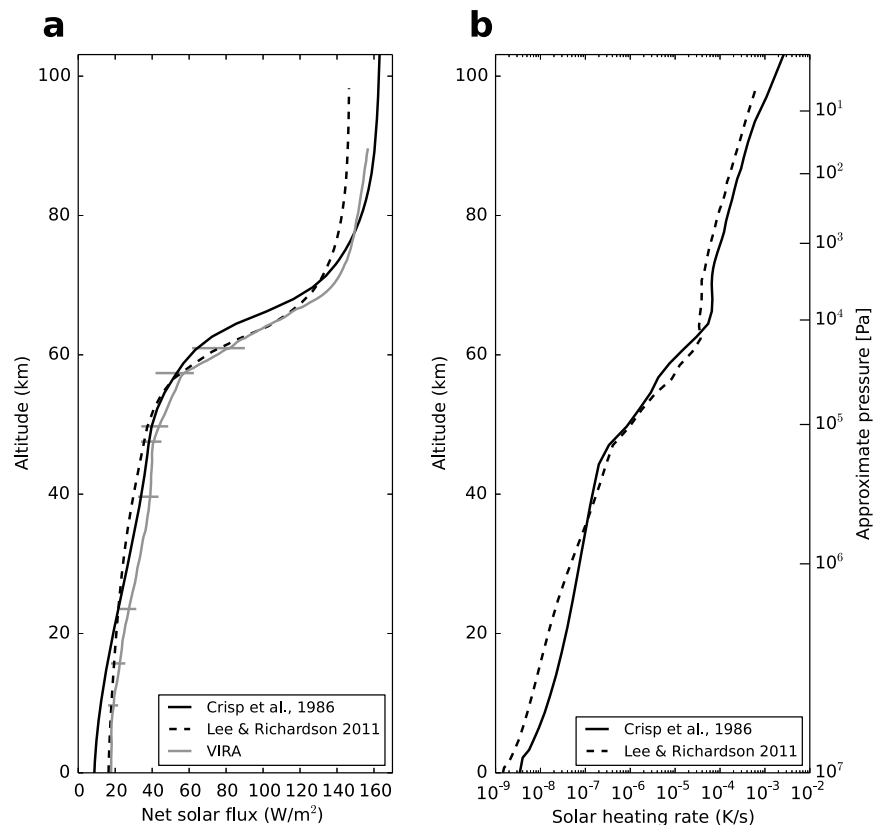 a
100
80
60
40
20
0
Altitude (km)
0 20 40 60 80 100 120 140 160
Net solar flux (W/m²)
Crisp et al., 1986
Lee & Richardson 2011
VIRA
b
100
80
60
40
20
0
Altitude (km)
10⁻⁹ 10⁻⁸ 10⁻⁷ 10⁻⁶ 10⁻⁵ 10⁻⁴ 10⁻³ 10⁻²
Solar heating rate (K/s)
Crisp et al., 1986
Lee & Richardson 2011
10¹
10²
10³
10⁴
10⁵
10⁶
10⁷
Approximate pressure [Pa]